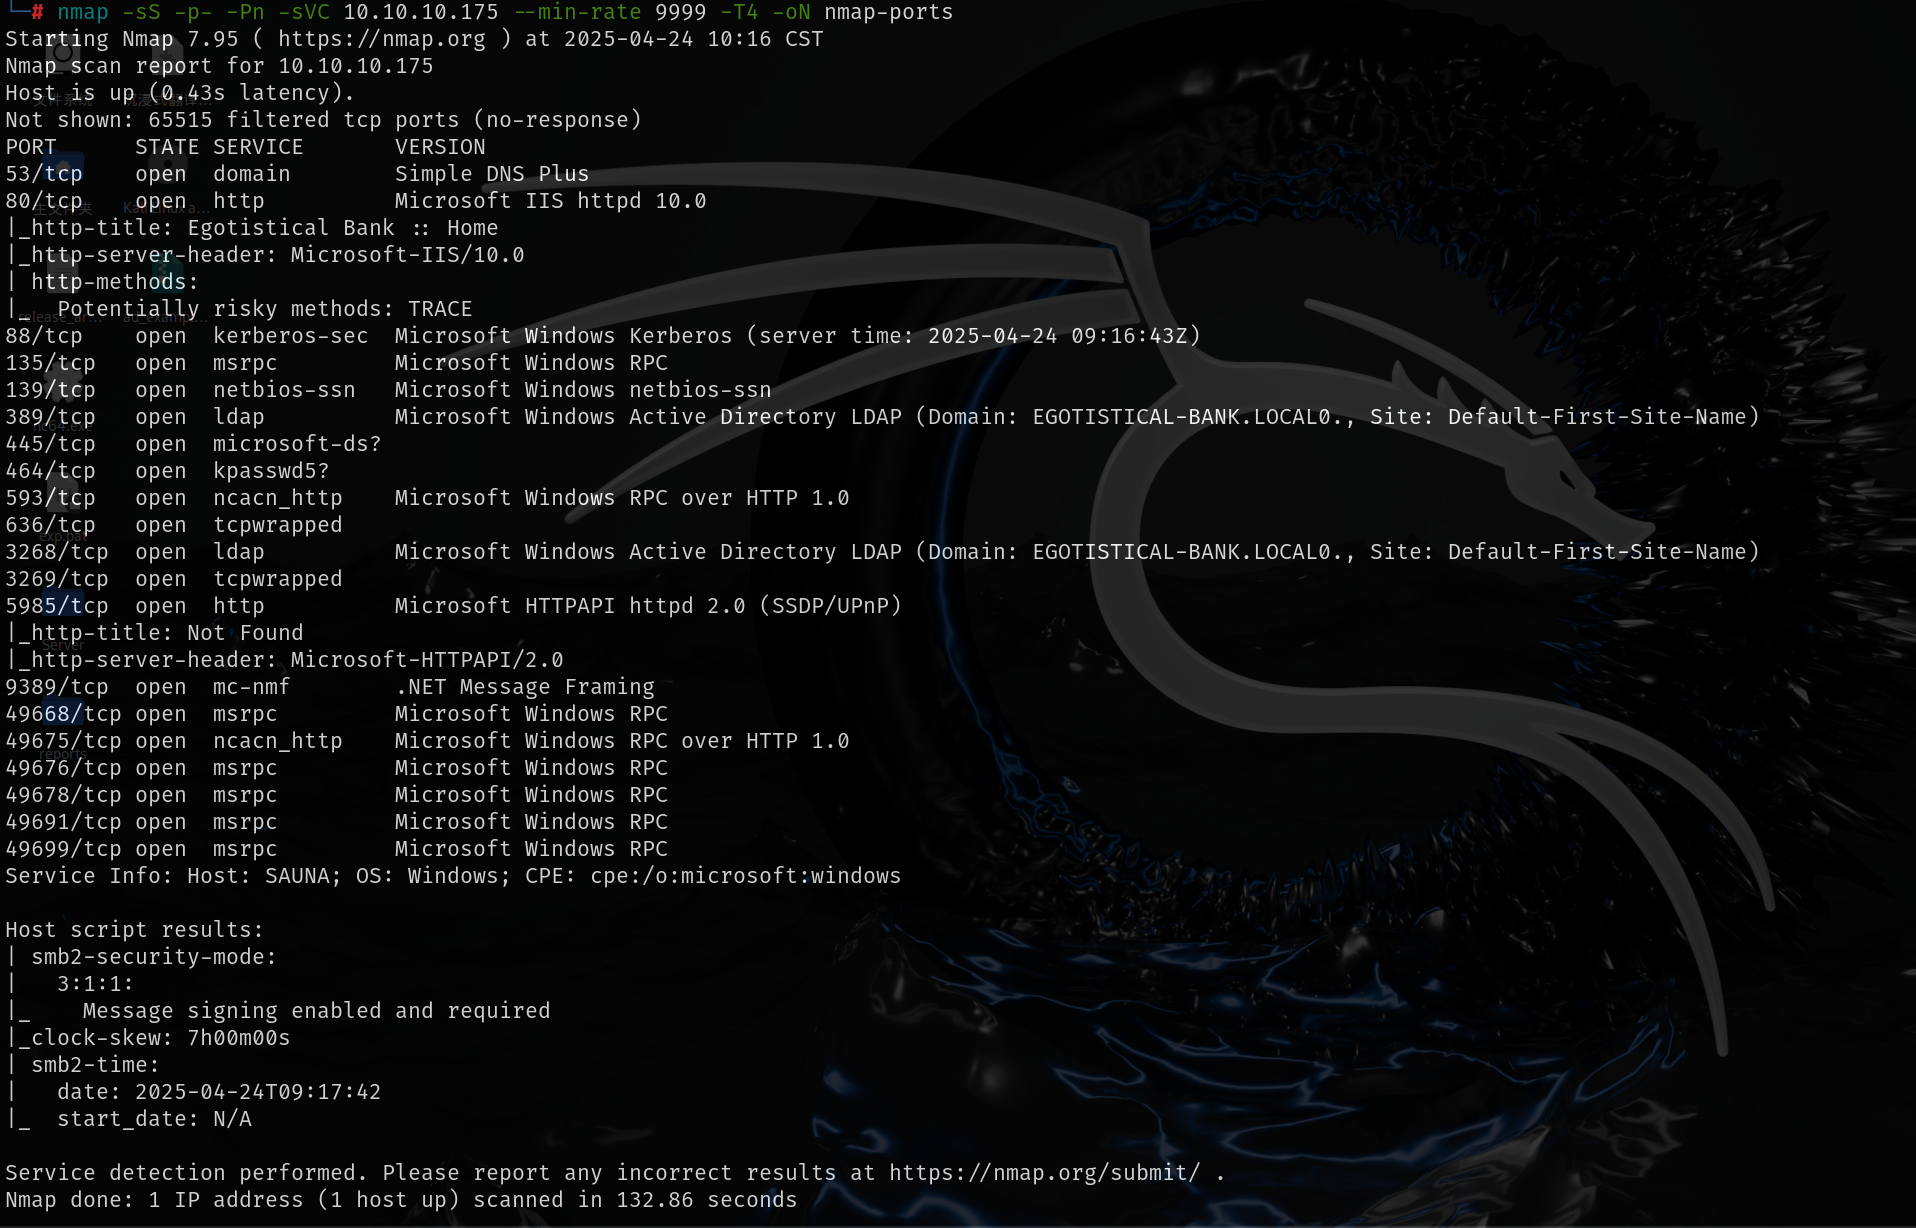 └─# nmap -sS -p- -Pn -sVC 10.10.10.175 --min-rate 9999 -T4 -oN nmap-ports
Starting Nmap 7.95 ( https://nmap.org ) at 2025-04-24 10:16 CST
Nmap scan report for 10.10.10.175
Host is up (0.43s latency).
Not shown: 65515 filtered tcp ports (no-response)
PORT      STATE SERVICE       VERSION
53/tcp    open  domain        Simple DNS Plus
80/tcp    open  http          Microsoft IIS httpd 10.0
|_http-title: Egotistical Bank :: Home
|_http-server-header: Microsoft-IIS/10.0
| http-methods:
|_  Potentially risky methods: TRACE
88/tcp    open  kerberos-sec  Microsoft Windows Kerberos (server time: 2025-04-24 09:16:43Z)
135/tcp   open  msrpc         Microsoft Windows RPC
139/tcp   open  netbios-ssn   Microsoft Windows netbios-ssn
389/tcp   open  ldap          Microsoft Windows Active Directory LDAP (Domain: EGOTISTICAL-BANK.LOCAL0., Site: Default-First-Site-Name)
445/tcp   open  microsoft-ds?
464/tcp   open  kpasswd5?
593/tcp   open  ncacn_http    Microsoft Windows RPC over HTTP 1.0
636/tcp   open  tcpwrapped
3268/tcp  open  ldap          Microsoft Windows Active Directory LDAP (Domain: EGOTISTICAL-BANK.LOCAL0., Site: Default-First-Site-Name)
3269/tcp  open  tcpwrapped
5985/tcp  open  http          Microsoft HTTPAPI httpd 2.0 (SSDP/UPnP)
|_http-title: Not Found
|_http-server-header: Microsoft-HTTPAPI/2.0
9389/tcp  open  mc-nmf        .NET Message Framing
49668/tcp open  msrpc         Microsoft Windows RPC
49675/tcp open  ncacn_http    Microsoft Windows RPC over HTTP 1.0
49676/tcp open  msrpc         Microsoft Windows RPC
49678/tcp open  msrpc         Microsoft Windows RPC
49691/tcp open  msrpc         Microsoft Windows RPC
49699/tcp open  msrpc         Microsoft Windows RPC
Service Info: Host: SAUNA; OS: Windows; CPE: cpe:/o:microsoft:windows

Host script results:
| smb2-security-mode:
|   3:1:1:
|_    Message signing enabled and required
|_clock-skew: 7h00m00s
| smb2-time:
|   date: 2025-04-24T09:17:42
|_  start_date: N/A

Service detection performed. Please report any incorrect results at https://nmap.org/submit/ .
Nmap done: 1 IP address (1 host up) scanned in 132.86 seconds
文件系统
主文件夹
exp.bat
Server
reports